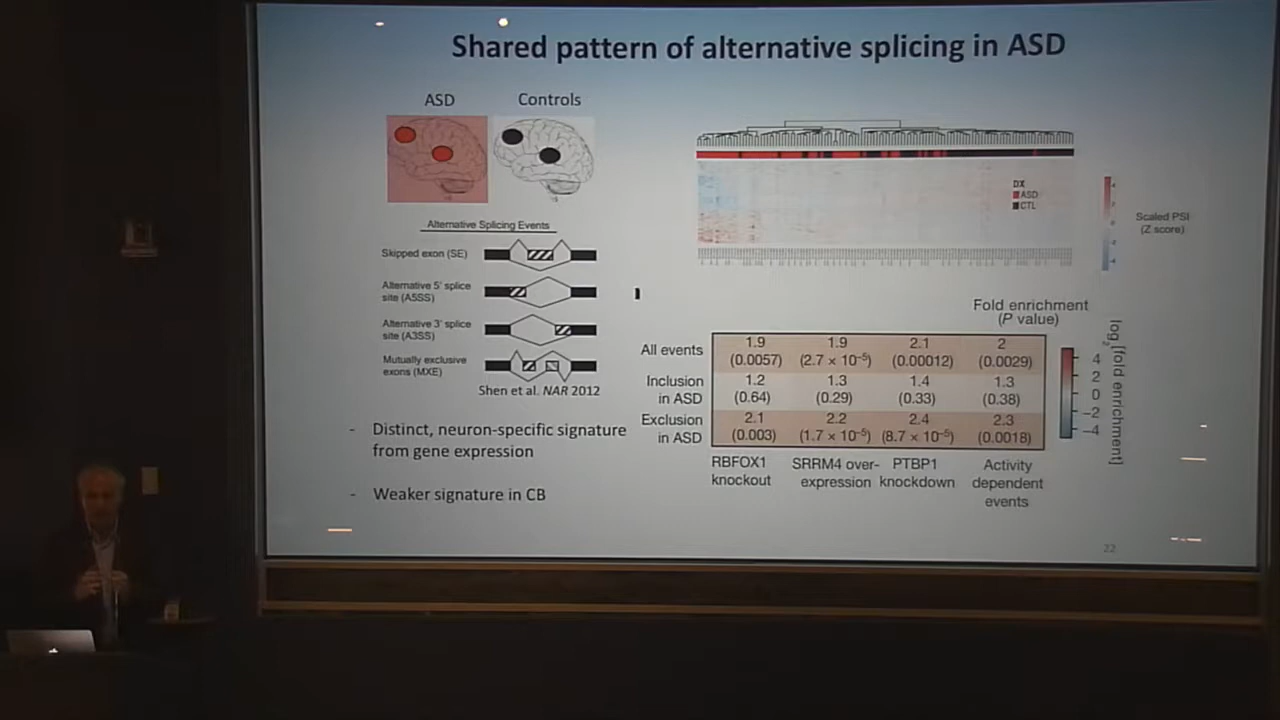 Shared pattern of alternative splicing in ASD
ASD
Controls
Alternative Splicing Events
Skipped exon (SE)
Alternative 5' splice
site (A5SS)
Alternative 3' splice
site (A3SS)
Mutually exclusive
exons (MXE)
Shen et al. NAR 2012
- Distinct, neuron-specific signature
from gene expression
- Weaker signature in CB
DX
ASD
CTL
Scaled PSI
(Z score)
Fold enrichment
(P value)
All events
1.9 1.9 2.1 2
(0.0057) (2.7 × 10⁻⁵) (0.00012) (0.0029)
Inclusion
in ASD
1.2 1.3 1.4 1.3
(0.64) (0.29) (0.33) (0.38)
Exclusion
in ASD
2.1 2.2 2.4 2.3
(0.003) (1.7 × 10⁻⁵) (8.7 × 10⁻⁵) (0.0018)
RBFOX1
knockout
SRRM4 over-
expression
PTBP1
knockdown
Activity
dependent
events
4
2
0
−2
−4
log₂[fold enrichment]
22